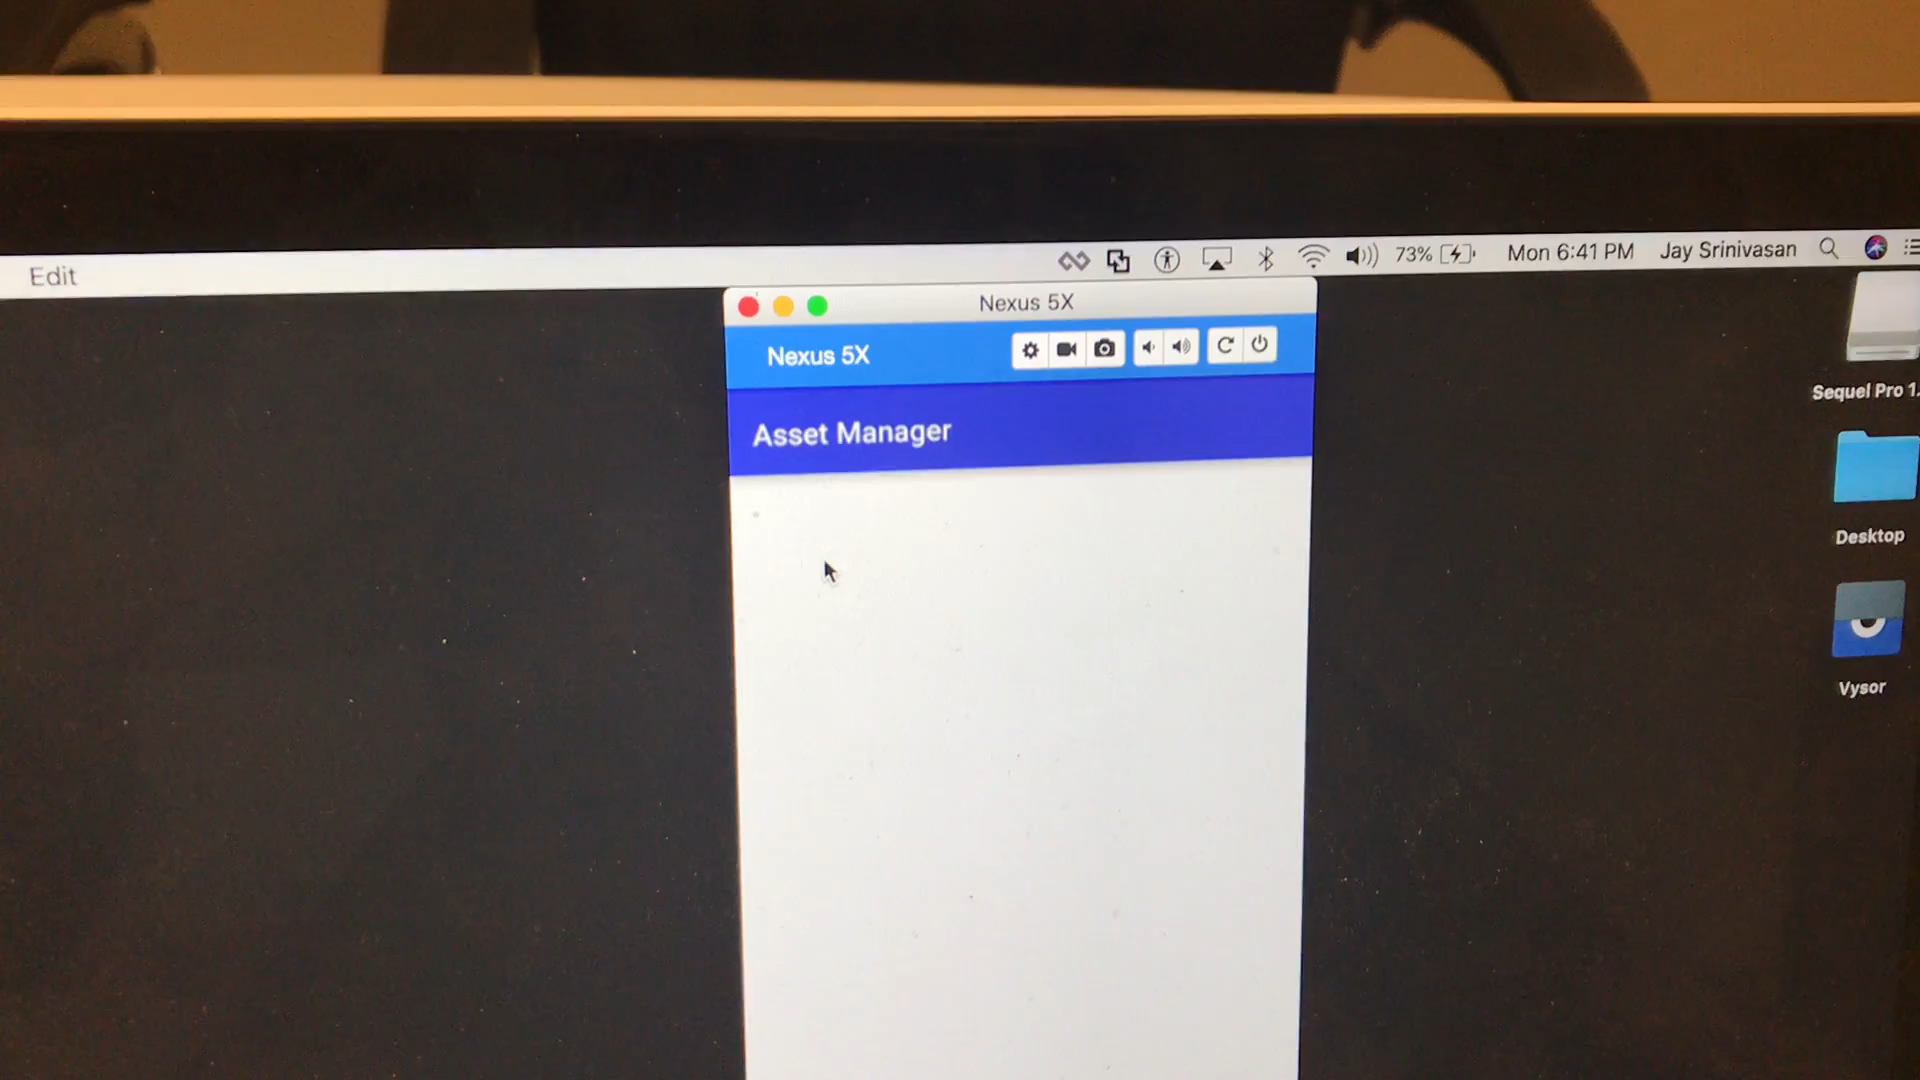 Edit
73%
Mon 6:41 PM
Jay Srinivasan
Nexus 5X
Nexus 5X
Asset Manager
Sequel Pro 1.
Desktop
Vysor